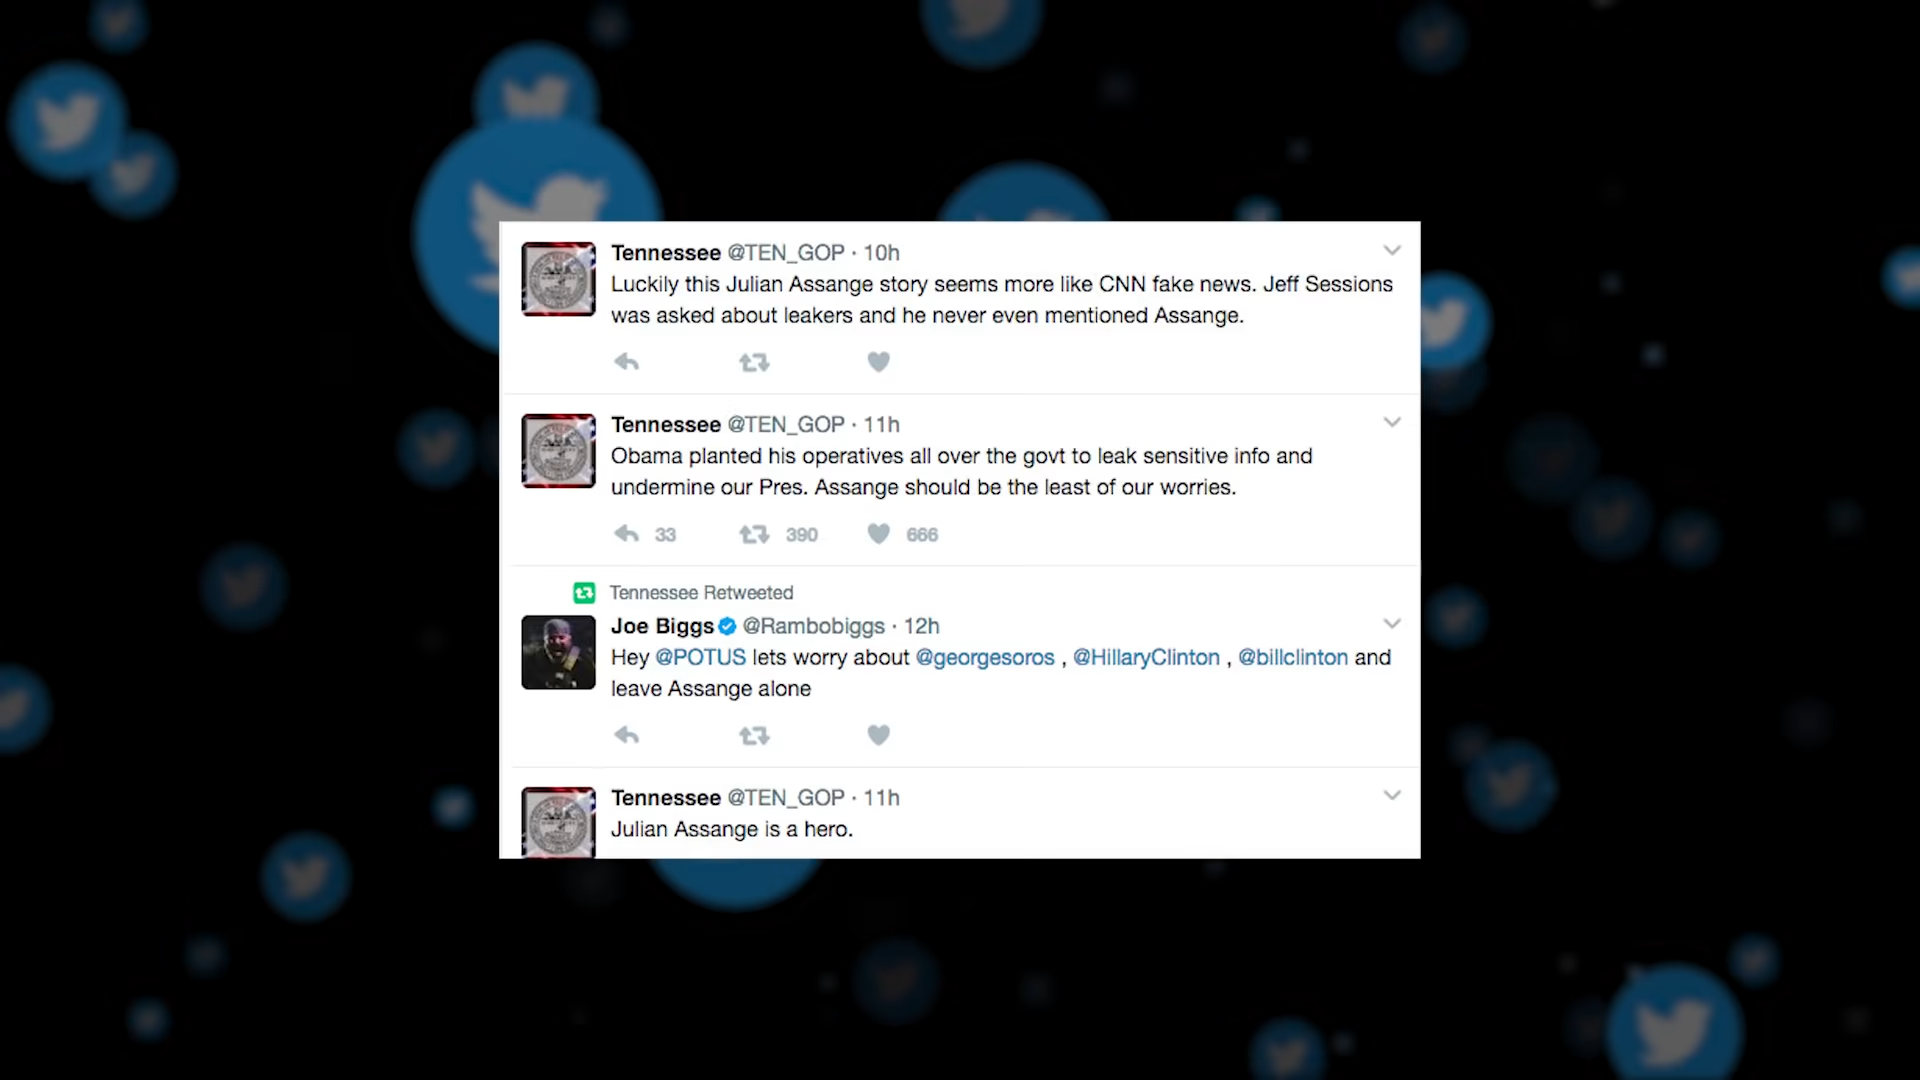 Tennessee @TEN_GOP · 10h
Luckily this Julian Assange story seems more like CNN fake news. Jeff Sessions
was asked about leakers and he never even mentioned Assange.
Tennessee @TEN_GOP · 11h
Obama planted his operatives all over the govt to leak sensitive info and
undermine our Pres. Assange should be the least of our worries.
33 390 666
Tennessee Retweeted
Joe Biggs @Rambobiggs · 12h
Hey @POTUS lets worry about @georgesoros , @HillaryClinton , @billclinton and
leave Assange alone
Tennessee @TEN_GOP · 11h
Julian Assange is a hero.